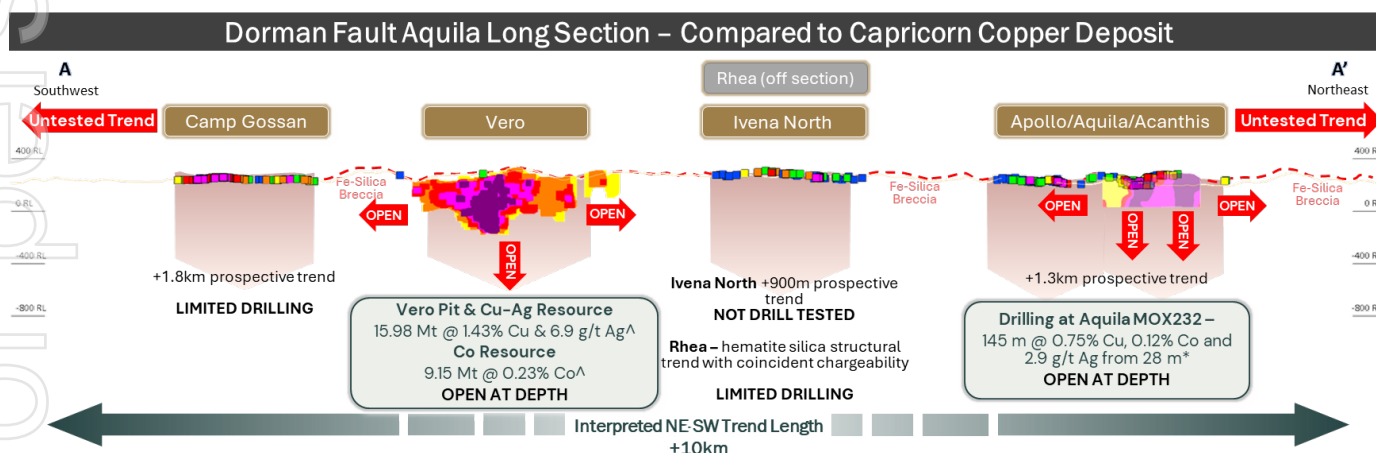 Dorman Fault Aquila Long Section – Compared to Capricorn Copper Deposit
A
Southwest
A'
Northeast
Rhea (off section)
Untested Trend
Camp Gossan
Vero
Ivena North
Apollo/Aquila/Acanthis
Untested Trend
400 RL
0 RL
-400 RL
-800 RL
400 R
0 RL
-400 R
-800 R
Fe-Silica
Breccia
Fe-Silica
Breccia
Fe-Silica
Breccia
OPEN
OPEN
OPEN
OPEN
OPEN
OPEN
OPEN
+1.8km prospective trend
LIMITED DRILLING
Vero Pit & Cu-Ag Resource
15.98 Mt @ 1.43% Cu & 6.9 g/t Ag^
Co Resource
9.15 Mt @ 0.23% Co^
OPEN AT DEPTH
Ivena North +900m prospective
trend
NOT DRILL TESTED
Rhea – hematite silica structural
trend with coincident chargeability
LIMITED DRILLING
+1.3km prospective trend
Drilling at Aquila MOX232 –
145 m @ 0.75% Cu, 0.12% Co and
2.9 g/t Ag from 28 m*
OPEN AT DEPTH
Interpreted NE-SW Trend Length
+10km